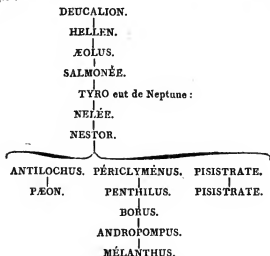 DEUCALION.
HELLEN.
ÆOLUS.
SALMONÉE.
TYRO eut de Neptune :
NELÉE.
NESTOR.
ANTILOCHUS. PÉRICLYMÉNUS. PISISTRATE.
PÆON. PENTHILUS. PISISTRATE.
BORUS.
ANDROPOMPUS.
MÉLANTHUS.